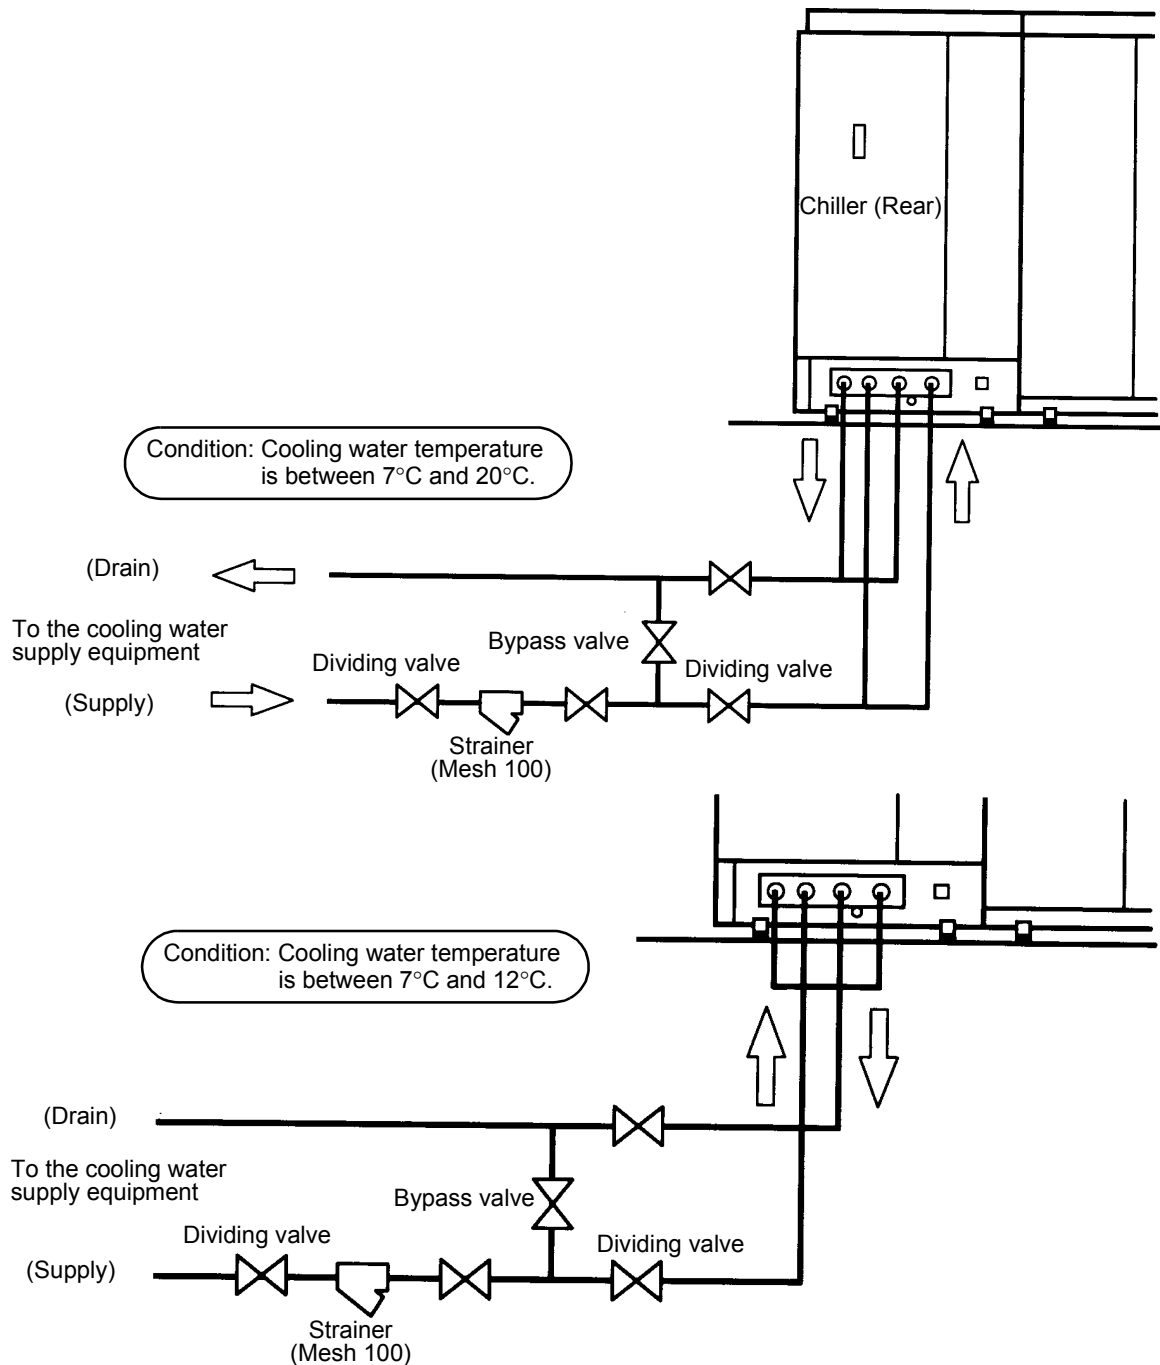 Chiller (Rear)
Condition: Cooling water temperature
is between 7°C and 20°C.
(Drain)
To the cooling water
supply equipment
Bypass valve
Dividing valve
Dividing valve
(Supply)
Strainer
(Mesh 100)
Condition: Cooling water temperature
is between 7°C and 12°C.
(Drain)
To the cooling water
supply equipment
Bypass valve
Dividing valve
Dividing valve
(Supply)
Strainer
(Mesh 100)